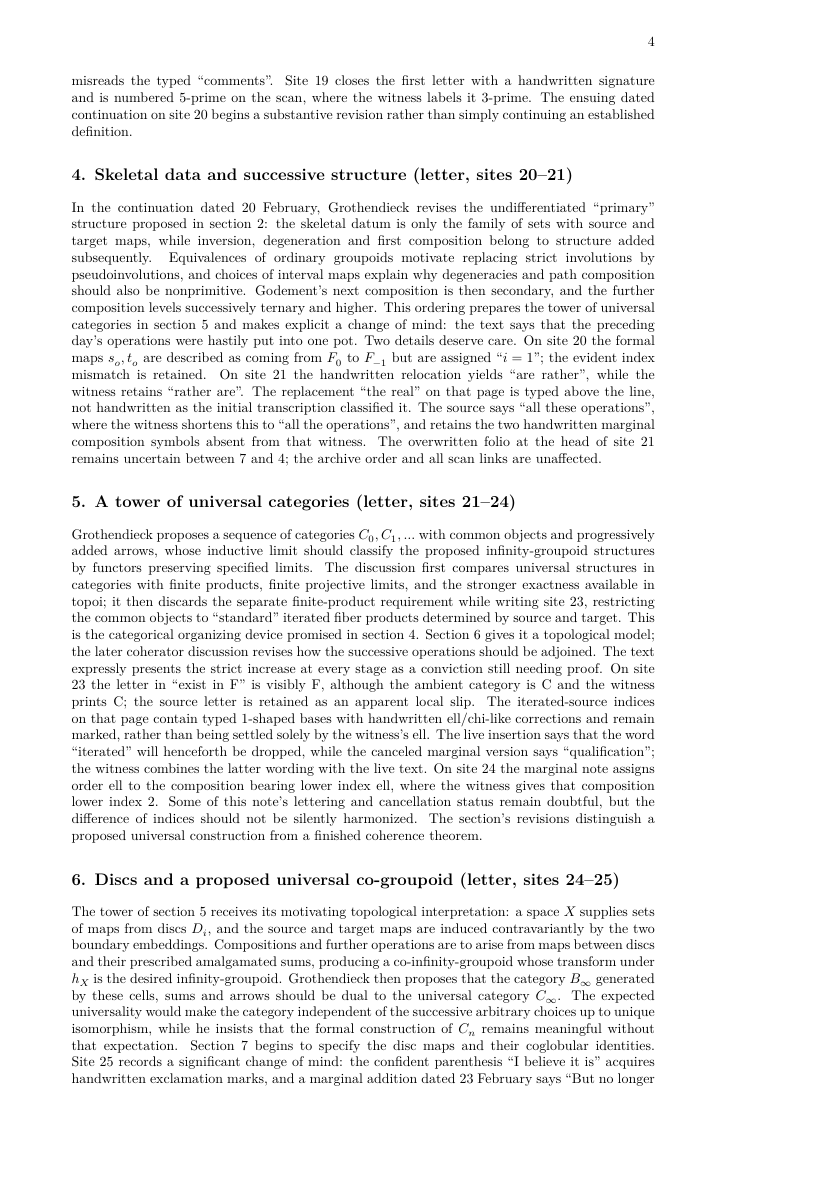 4
misreads the typed “comments”. Site 19 closes the first letter with a handwritten signature
and is numbered 5-prime on the scan, where the witness labels it 3-prime. The ensuing dated
continuation on site 20 begins a substantive revision rather than simply continuing an established
definition.
4. Skeletal data and successive structure (letter, sites 20–21)
In the continuation dated 20 February, Grothendieck revises the undifferentiated “primary”
structure proposed in section 2: the skeletal datum is only the family of sets with source and
target maps, while inversion, degeneration and first composition belong to structure added
subsequently. Equivalences of ordinary groupoids motivate replacing strict involutions by
pseudoinvolutions, and choices of interval maps explain why degeneracies and path composition
should also be nonprimitive. Godement’s next composition is then secondary, and the further
composition levels successively ternary and higher. This ordering prepares the tower of universal
categories in section 5 and makes explicit a change of mind: the text says that the preceding
day’s operations were hastily put into one pot. Two details deserve care. On site 20 the formal
maps sₒ, tₒ are described as coming from F₀ to F₋₁ but are assigned “i = 1”; the evident index
mismatch is retained. On site 21 the handwritten relocation yields “are rather”, while the
witness retains “rather are”. The replacement “the real” on that page is typed above the line,
not handwritten as the initial transcription classified it. The source says “all these operations”,
where the witness shortens this to “all the operations”, and retains the two handwritten marginal
composition symbols absent from that witness. The overwritten folio at the head of site 21
remains uncertain between 7 and 4; the archive order and all scan links are unaffected.
5. A tower of universal categories (letter, sites 21–24)
Grothendieck proposes a sequence of categories C₀, C₁, ... with common objects and progressively
added arrows, whose inductive limit should classify the proposed infinity-groupoid structures
by functors preserving specified limits. The discussion first compares universal structures in
categories with finite products, finite projective limits, and the stronger exactness available in
topoi; it then discards the separate finite-product requirement while writing site 23, restricting
the common objects to “standard” iterated fiber products determined by source and target. This
is the categorical organizing device promised in section 4. Section 6 gives it a topological model;
the later coherator discussion revises how the successive operations should be adjoined. The text
expressly presents the strict increase at every stage as a conviction still needing proof. On site
23 the letter in “exist in F” is visibly F, although the ambient category is C and the witness
prints C; the source letter is retained as an apparent local slip. The iterated-source indices
on that page contain typed 1-shaped bases with handwritten ell/chi-like corrections and remain
marked, rather than being settled solely by the witness’s ell. The live insertion says that the word
“iterated” will henceforth be dropped, while the canceled marginal version says “qualification”;
the witness combines the latter wording with the live text. On site 24 the marginal note assigns
order ell to the composition bearing lower index ell, where the witness gives that composition
lower index 2. Some of this note’s lettering and cancellation status remain doubtful, but the
difference of indices should not be silently harmonized. The section’s revisions distinguish a
proposed universal construction from a finished coherence theorem.
6. Discs and a proposed universal co-groupoid (letter, sites 24–25)
The tower of section 5 receives its motivating topological interpretation: a space X supplies sets
of maps from discs Dᵢ, and the source and target maps are induced contravariantly by the two
boundary embeddings. Compositions and further operations are to arise from maps between discs
and their prescribed amalgamated sums, producing a co-infinity-groupoid whose transform under
h_X is the desired infinity-groupoid. Grothendieck then proposes that the category B_∞ generated
by these cells, sums and arrows should be dual to the universal category C_∞. The expected
universality would make the category independent of the successive arbitrary choices up to unique
isomorphism, while he insists that the formal construction of Cₙ remains meaningful without
that expectation. Section 7 begins to specify the disc maps and their coglobular identities.
Site 25 records a significant change of mind: the confident parenthesis “I believe it is” acquires
handwritten exclamation marks, and a marginal addition dated 23 February says “But no longer